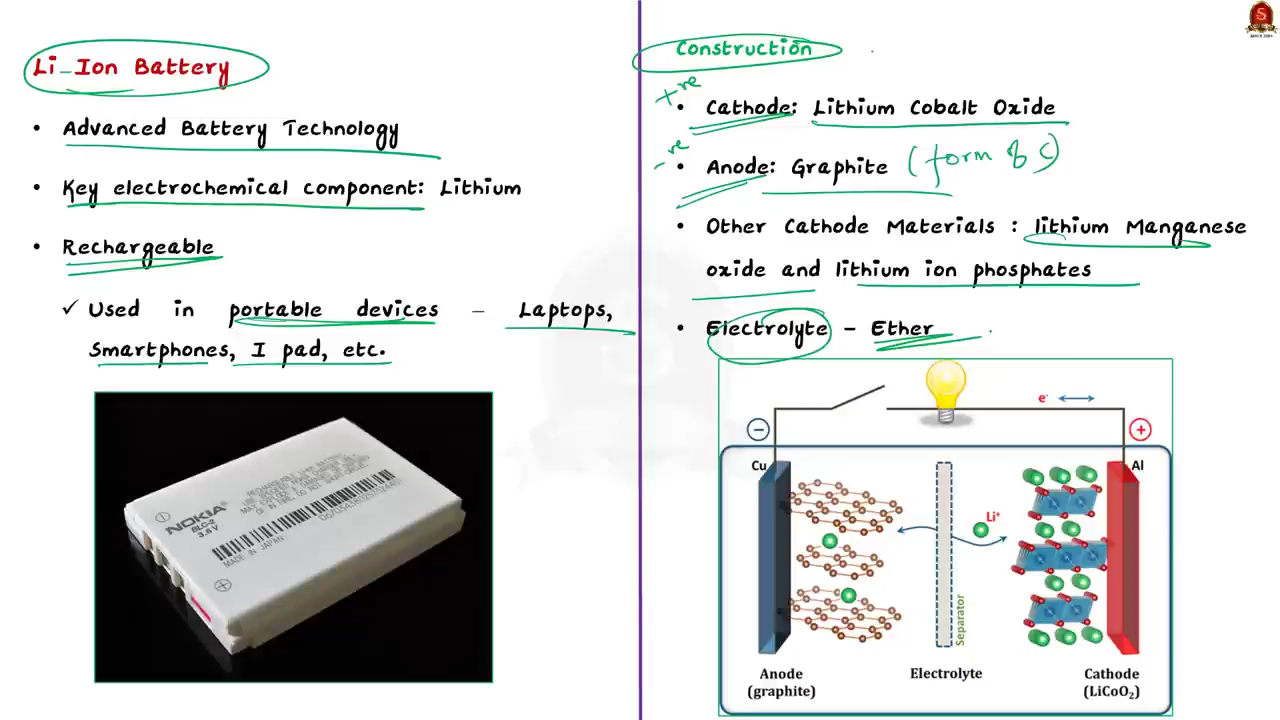 Li-Ion Battery
• Advanced Battery Technology
• Key electrochemical component: Lithium
• Rechargeable
✓ Used in portable devices – Laptops,
Smartphones, I pad, etc.
NOKIA
BLC-2
3.6 V
MADE IN JAPAN
Construction
+ve
• Cathode: Lithium Cobalt Oxide
-ve
• Anode: Graphite (form of C)
• Other Cathode Materials : lithium Manganese
oxide and lithium ion phosphates
• Electrolyte – Ether
e-
−
+
Cu
Al
Li+
Separator
Anode
(graphite)
Electrolyte
Cathode
(LiCoO₂)